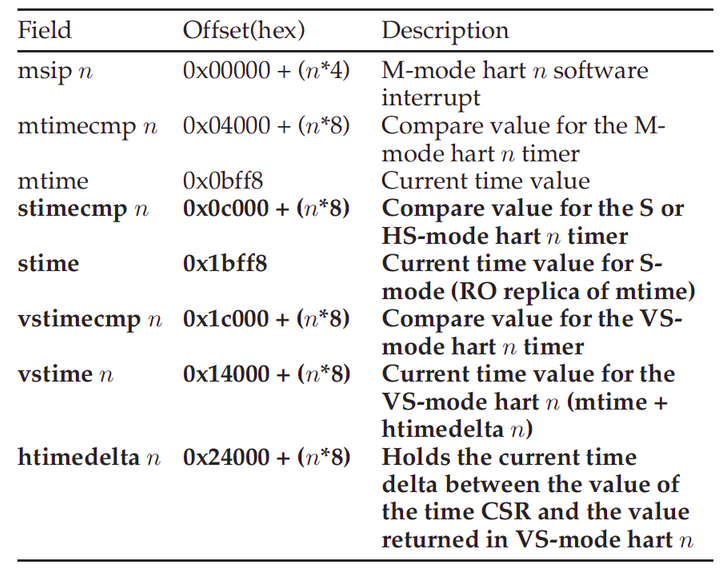 Field Offset(hex) Description
msip n 0x00000 + (n*4) M-mode hart n software
interrupt
mtimecmp n 0x04000 + (n*8) Compare value for the M-
mode hart n timer
mtime 0x0bff8 Current time value
stimecmp n 0x0c000 + (n*8) Compare value for the S or
HS-mode hart n timer
stime 0x1bff8 Current time value for S-
mode (RO replica of mtime)
vstimecmp n 0x1c000 + (n*8) Compare value for the VS-
mode hart n timer
vstime n 0x14000 + (n*8) Current time value for the
VS-mode hart n (mtime +
htimedelta n)
htimedelta n 0x24000 + (n*8) Holds the current time
delta between the value of
the time CSR and the value
returned in VS-mode hart n